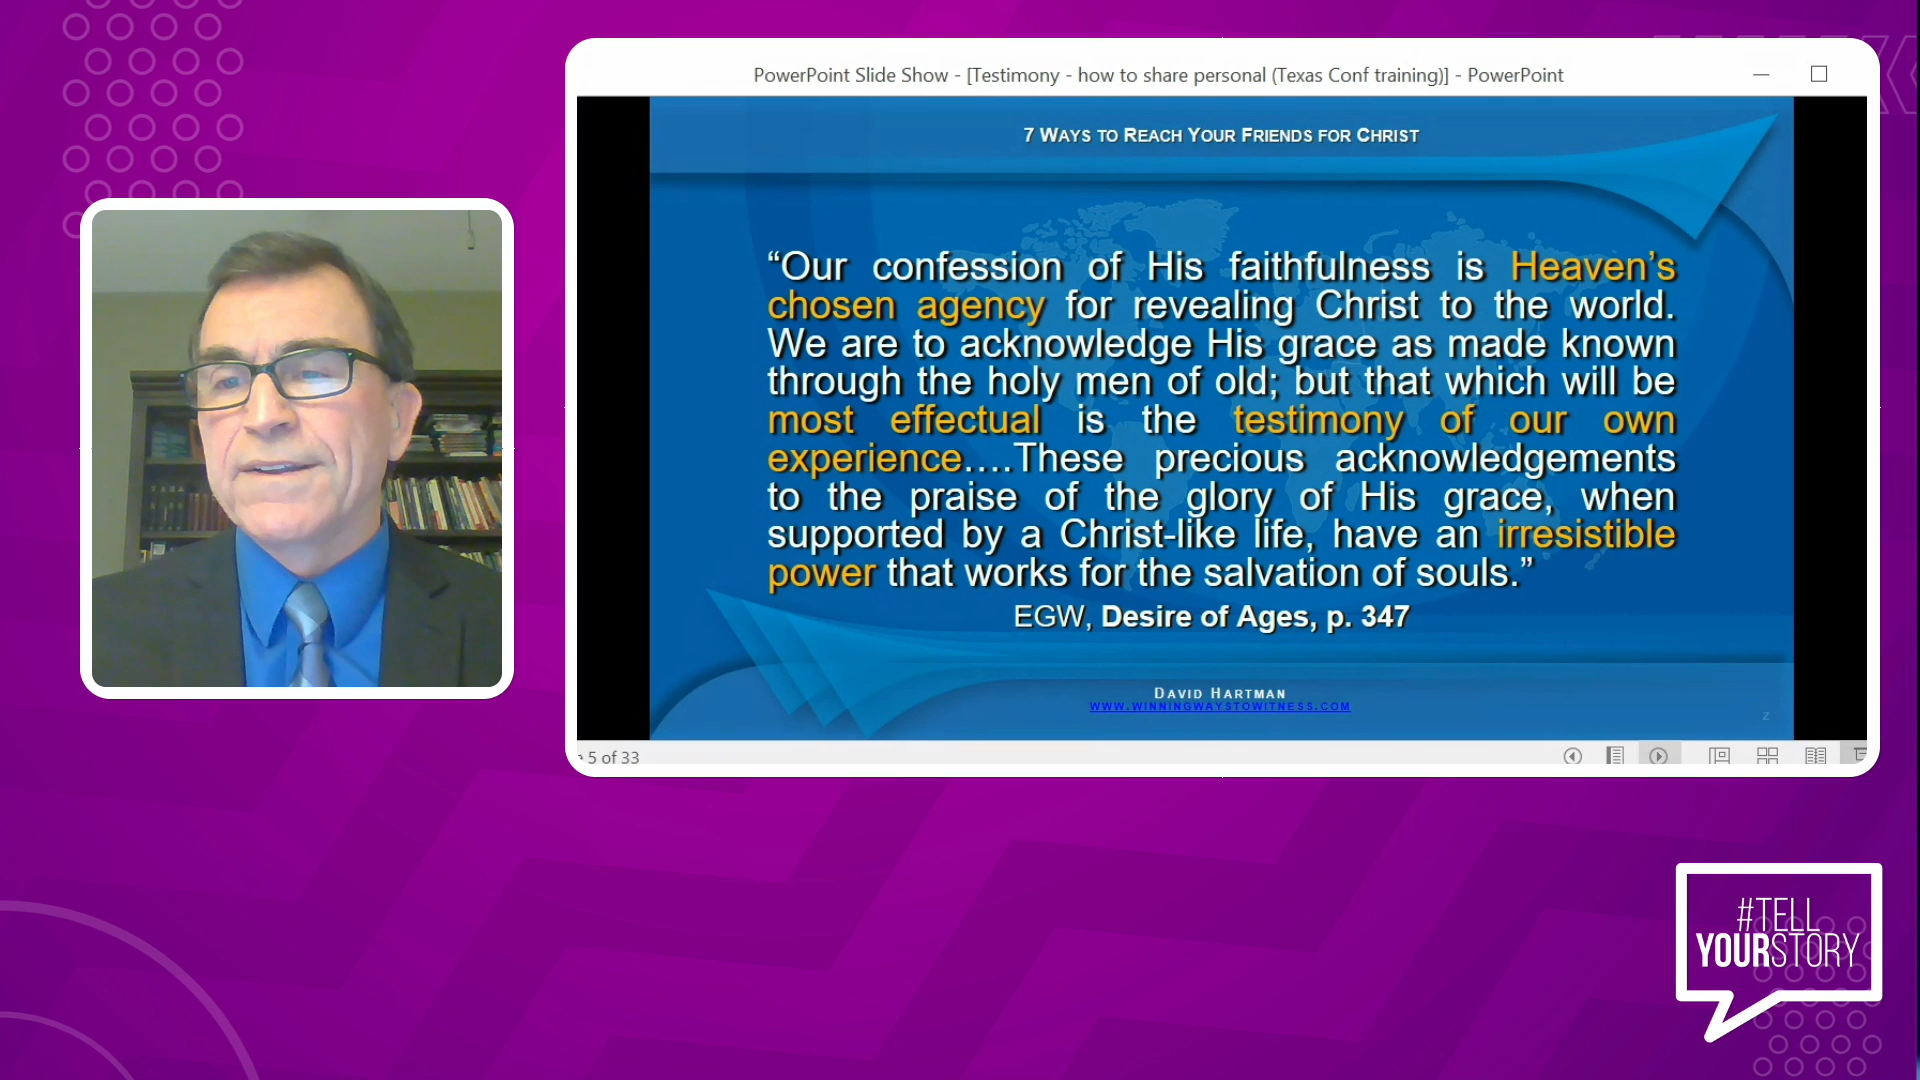 PowerPoint Slide Show - [Testimony - how to share personal (Texas Conf training)] - PowerPoint
7 WAYS TO REACH YOUR FRIENDS FOR CHRIST
“Our confession of His faithfulness is Heaven’s
chosen agency for revealing Christ to the world.
We are to acknowledge His grace as made known
through the holy men of old; but that which will be
most effectual is the testimony of our own
experience….These precious acknowledgements
to the praise of the glory of His grace, when
supported by a Christ-like life, have an irresistible
power that works for the salvation of souls.”
EGW, Desire of Ages, p. 347
DAVID HARTMAN
WWW.WINNINGWAYSTOWITNESS.COM
5 of 33
#TELL
YOURSTORY